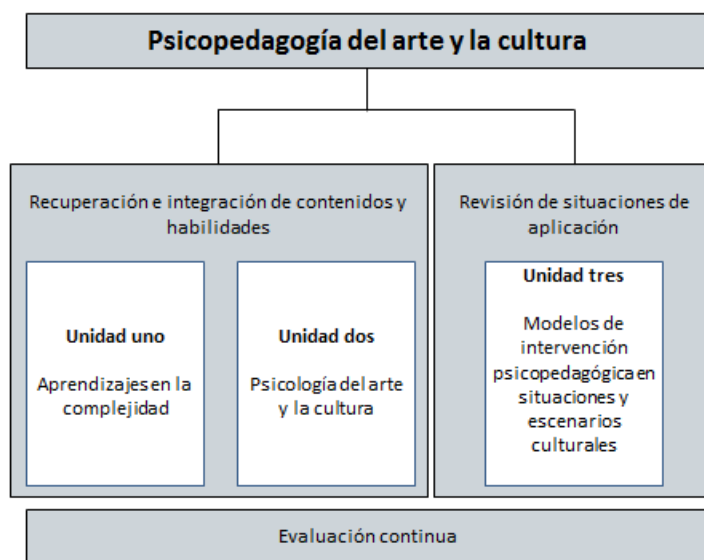 Psicopedagogía del arte y la cultura
Recuperación e integración de contenidos y
habilidades
Revisión de situaciones de
aplicación
Unidad uno
Aprendizajes en la
complejidad
Unidad dos
Psicología del arte
y la cultura
Unidad tres
Modelos de
intervención
psicopedagógica en
situaciones y
escenarios
culturales
Evaluación continua